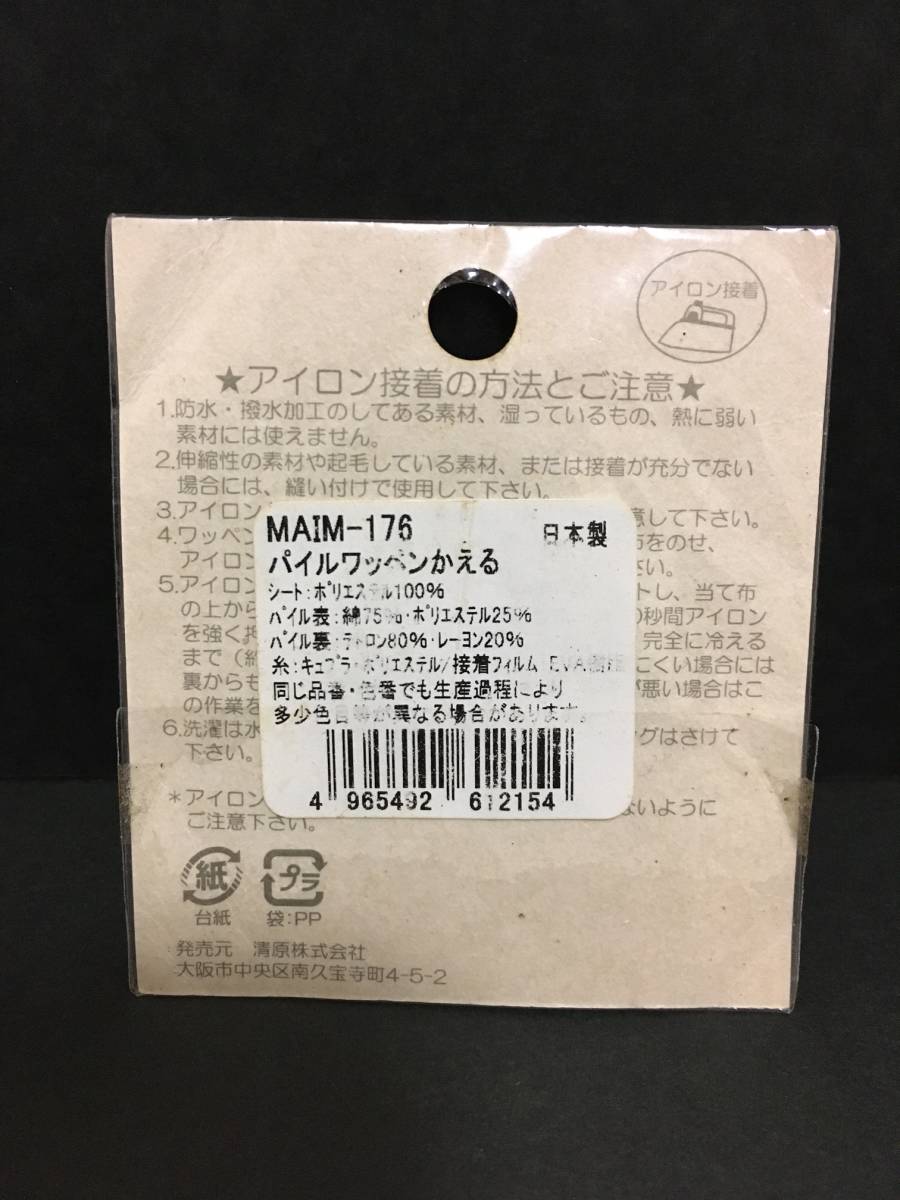 アイロン接着
★アイロン接着の方法とご注意★
1.防水・撥水加工のしてある素材、湿っているもの、熱に弱い
素材には使えません。
2.伸縮性の素材や起毛している素材、または接着が充分でない
場合には、縫い付けで使用して下さい。
3.アイロン
意して下さい。
4.ワッペン
布をのせ、
アイロン
さい。
5.アイロン
トし、当て布
の上から
の秒間アイロン
を強く押
完全に冷える
まで(約
こくい場合には
裏からも
が悪い場合はこ
の作業を
6.洗濯は水
ングはさけて
下さい。
*アイロン
ないように
ご注意下さい。
MAIM-176
日本製
パイルワッペンかえる
シート:ポリエステル100%
パイル表:綿75%・ポリエステル25%
パイル裏:テトロン80%・レーヨン20%
糸:キュプラ・ポリエステル/接着フィルム EVA樹脂
同じ品番・色番でも生産過程により
多少色目等が異なる場合があります。
4 965492 612154
紙
プラ
台紙
袋:PP
発売元 清原株式会社
大阪市中央区南久宝寺町4-5-2